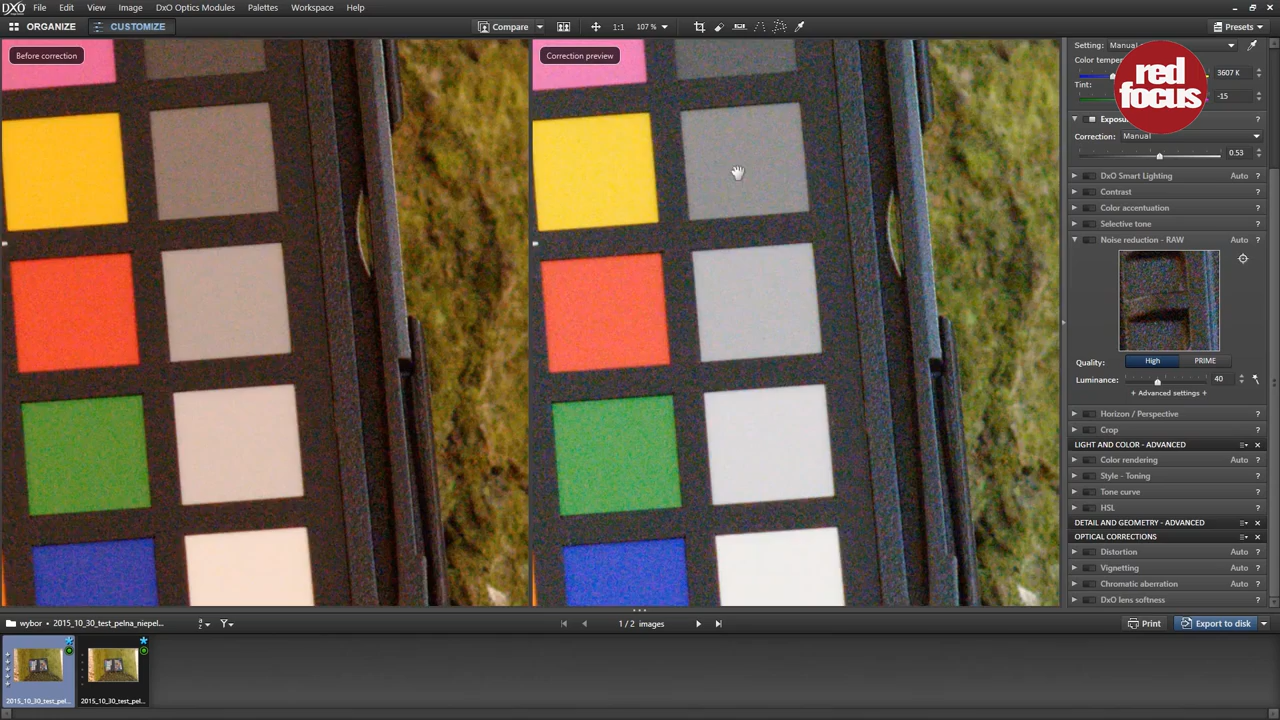 DXO File Edit View Image DxO Optics Modules Palettes Workspace Help
ORGANIZE CUSTOMIZE Compare 1:1 107 % Presets
Before correction
Correction preview
Setting: Manual
Color temper
3607 K
Tint:
-15
red
focus
Exposu ?
Correction: Manual
0.53
DxO Smart Lighting Auto ?
Contrast ?
Color accentuation ?
Selective tone ?
Noise reduction - RAW Auto ?
Quality: High PRIME
Luminance: 40
+ Advanced settings +
Horizon / Perspective ?
Crop ?
LIGHT AND COLOR - ADVANCED
Color rendering Auto ?
Style - Toning ?
Tone curve ?
HSL ?
DETAIL AND GEOMETRY - ADVANCED
OPTICAL CORRECTIONS
Distortion Auto ?
Vignetting Auto ?
Chromatic aberration ?
DxO lens softness ?
wybor • 2015_10_30_test_pelna_niepel...
1 / 2 images
Print Export to disk
2015_10_30_test_pel...
2015_10_30_test_pel...